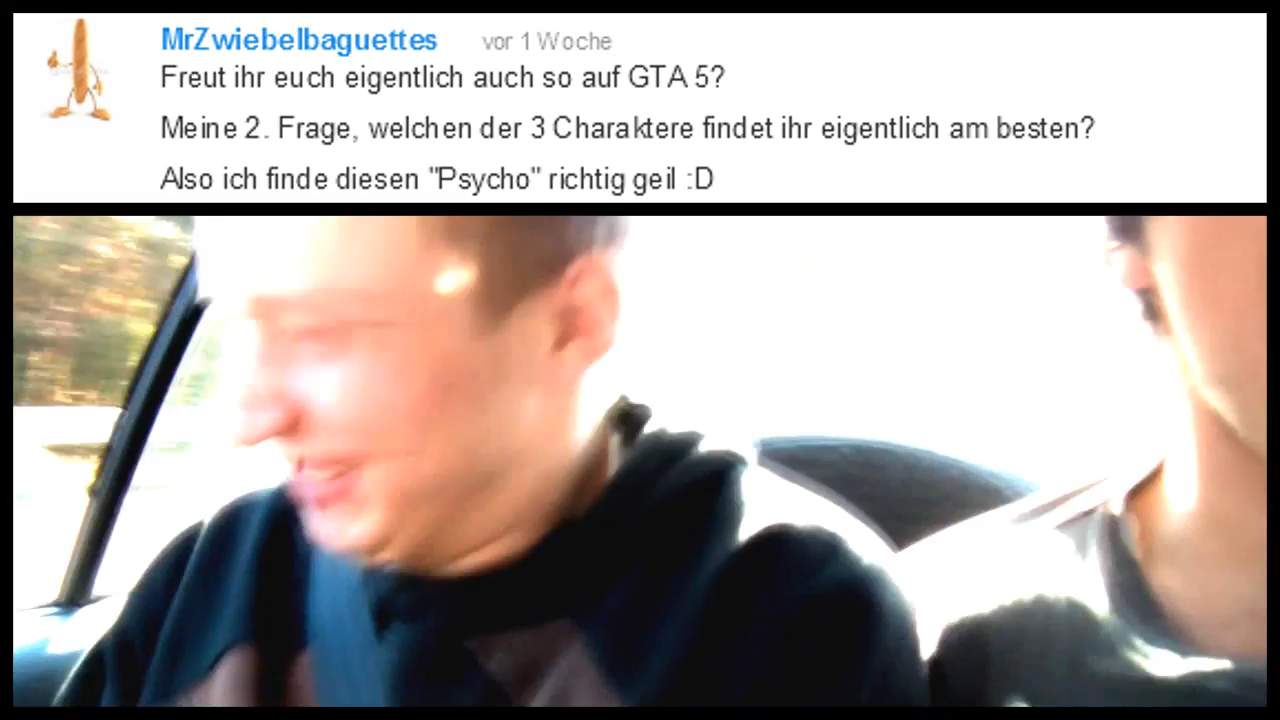 MrZwiebelbaguettes vor 1 Woche
Freut ihr euch eigentlich auch so auf GTA 5?
Meine 2. Frage, welchen der 3 Charaktere findet ihr eigentlich am besten?
Also ich finde diesen "Psycho" richtig geil :D